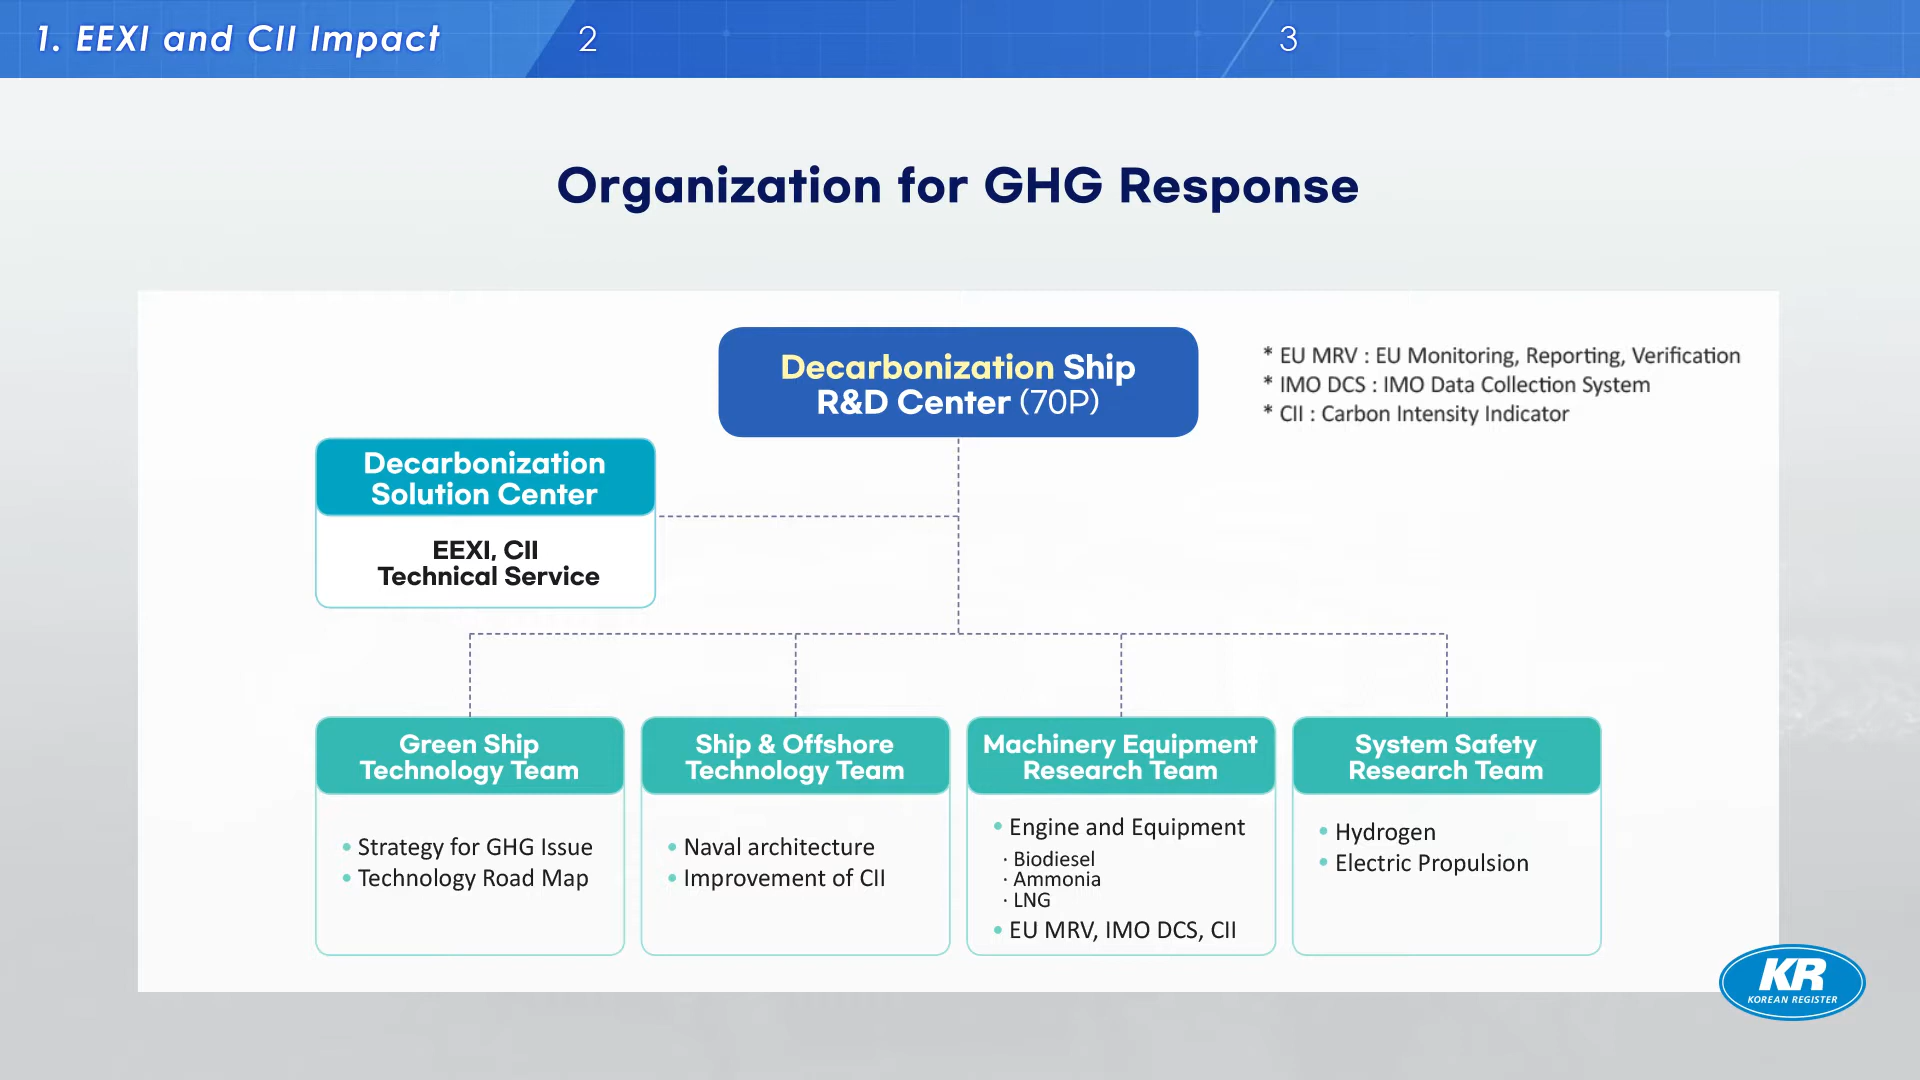 1. EEXI and CII Impact
2
3
Organization for GHG Response
Decarbonization Ship
R&D Center (70P)
* EU MRV : EU Monitoring, Reporting, Verification
* IMO DCS : IMO Data Collection System
* CII : Carbon Intensity Indicator
Decarbonization
Solution Center
EEXI, CII
Technical Service
Green Ship
Technology Team
• Strategy for GHG Issue
• Technology Road Map
Ship & Offshore
Technology Team
• Naval architecture
• Improvement of CII
Machinery Equipment
Research Team
• Engine and Equipment
· Biodiesel
· Ammonia
· LNG
• EU MRV, IMO DCS, CII
System Safety
Research Team
• Hydrogen
• Electric Propulsion
KR
KOREAN REGISTER